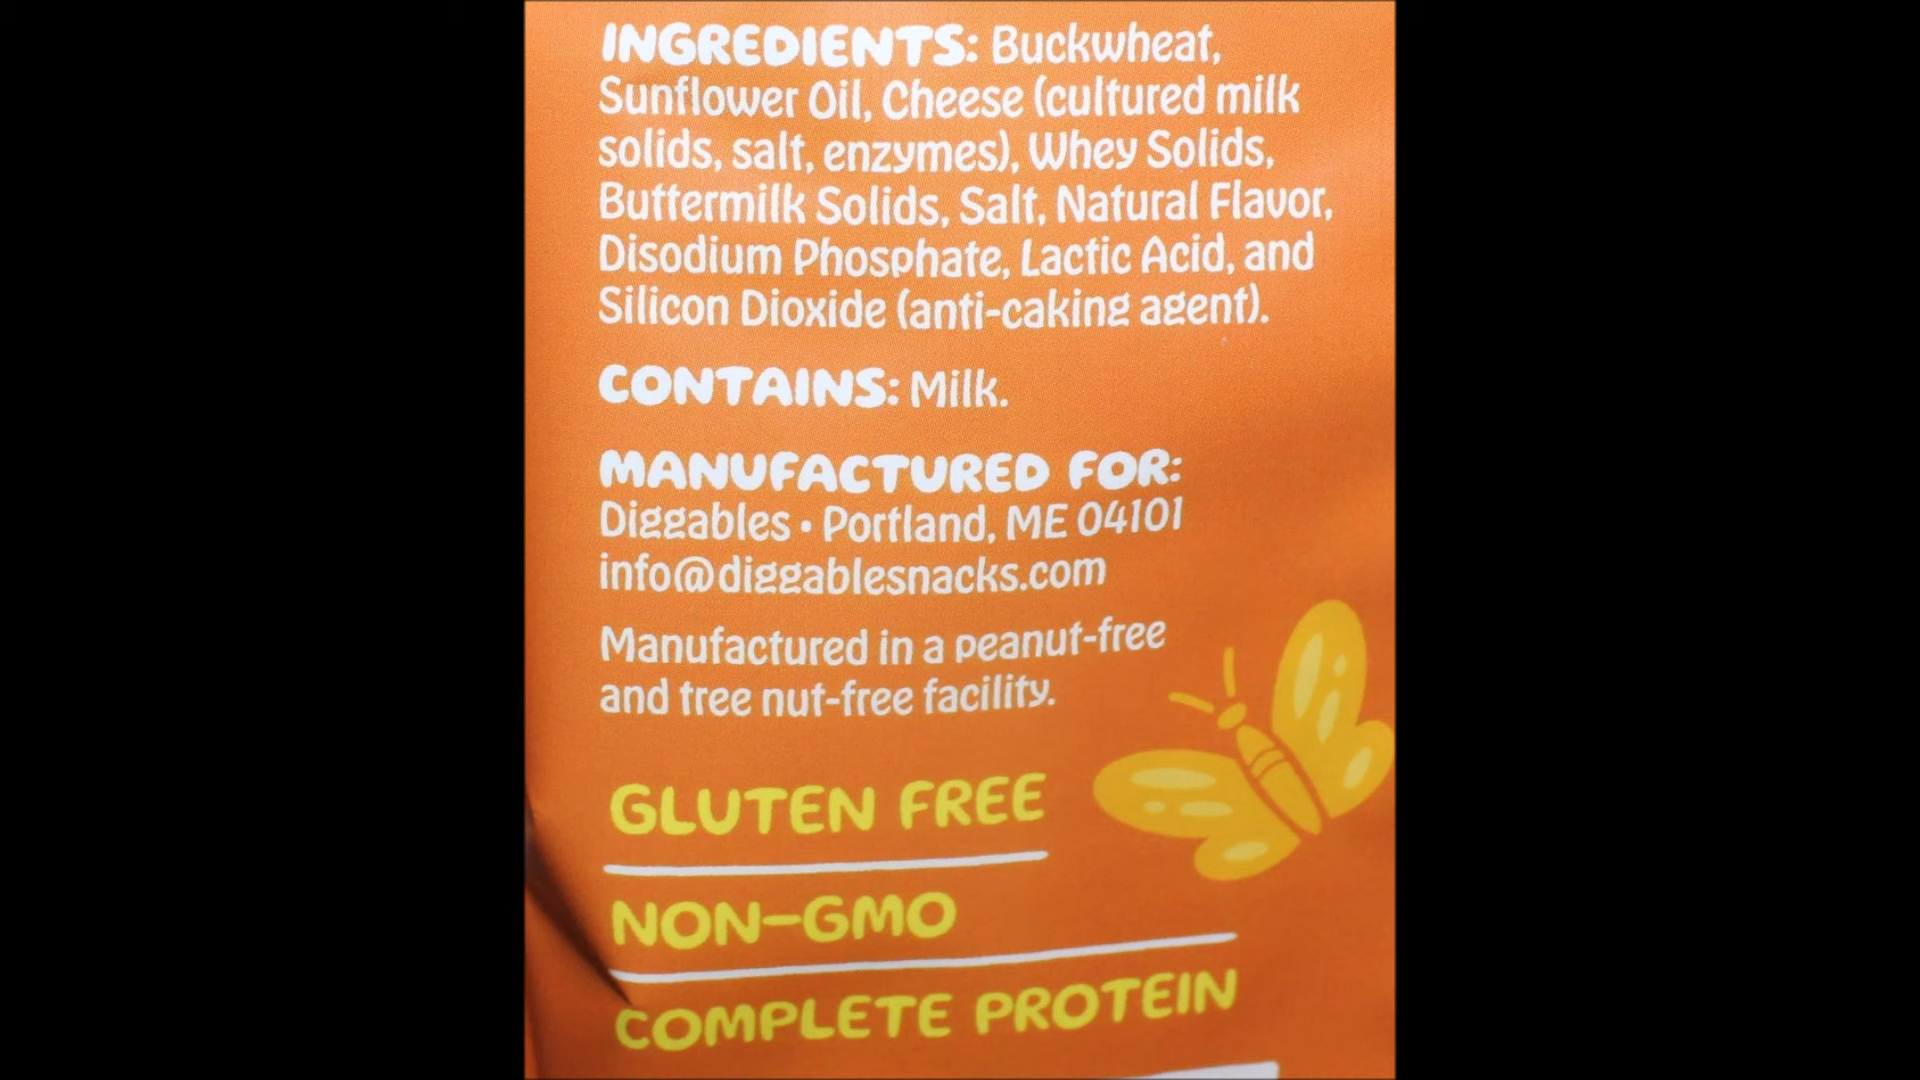 INGREDIENTS: Buckwheat,
Sunflower Oil, Cheese (cultured milk
solids, salt, enzymes), Whey Solids,
Buttermilk Solids, Salt, Natural Flavor,
Disodium Phosphate, Lactic Acid, and
Silicon Dioxide (anti-caking agent).
CONTAINS: Milk.
MANUFACTURED FOR:
Diggables • Portland, ME 04101
info@diggablesnacks.com
Manufactured in a peanut-free
and tree nut-free facility.
GLUTEN FREE
NON-GMO
COMPLETE PROTEIN